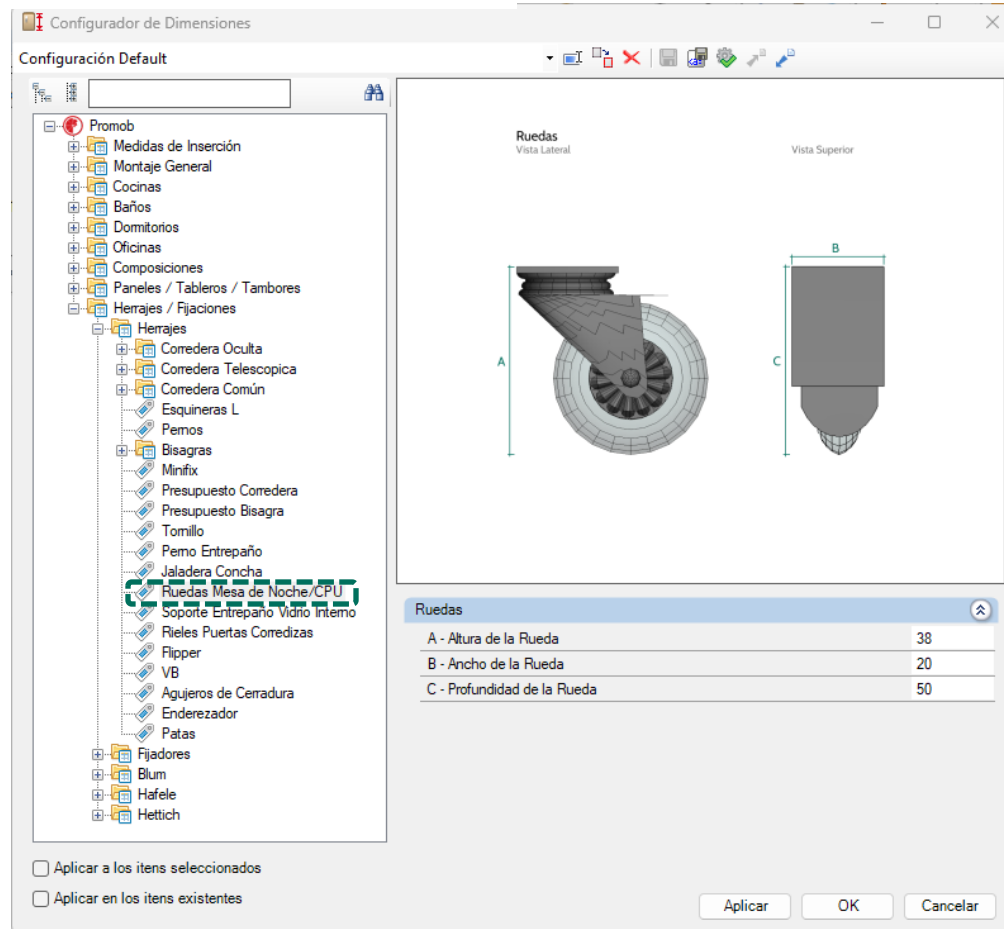 Configurador de Dimensiones
Configuración Default
Promob
Medidas de Inserción
Montaje General
Cocinas
Baños
Dormitorios
Oficinas
Composiciones
Paneles / Tableros / Tambores
Herrajes / Fijaciones
Herrajes
Corredera Oculta
Corredera Telescopica
Corredera Común
Esquineras L
Pernos
Bisagras
Minifix
Presupuesto Corredera
Presupuesto Bisagra
Tornillo
Perno Entrepaño
Jaladera Concha
Ruedas Mesa de Noche/CPU
Soporte Entrepaño Vidrio Interno
Rieles Puertas Corredizas
Flipper
VB
Agujeros de Cerradura
Enderezador
Patas
Fijadores
Blum
Hafele
Hettich
Aplicar a los itens seleccionados
Aplicar en los itens existentes
Ruedas
Vista Lateral
Vista Superior
A
B
C
Ruedas
A - Altura de la Rueda 38
B - Ancho de la Rueda 20
C - Profundidad de la Rueda 50
Aplicar OK Cancelar